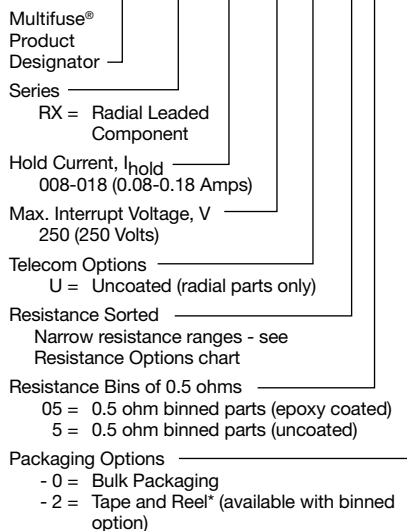 Multifuse®
Product
Designator
Series
RX = Radial Leaded
Component
Hold Current, Ihold
008-018 (0.08-0.18 Amps)
Max. Interrupt Voltage, V
250 (250 Volts)
Telecom Options
U = Uncoated (radial parts only)
Resistance Sorted
Narrow resistance ranges - see
Resistance Options chart
Resistance Bins of 0.5 ohms
05 = 0.5 ohm binned parts (epoxy coated)
5 = 0.5 ohm binned parts (uncoated)
Packaging Options
- 0 = Bulk Packaging
- 2 = Tape and Reel* (available with binned
option)